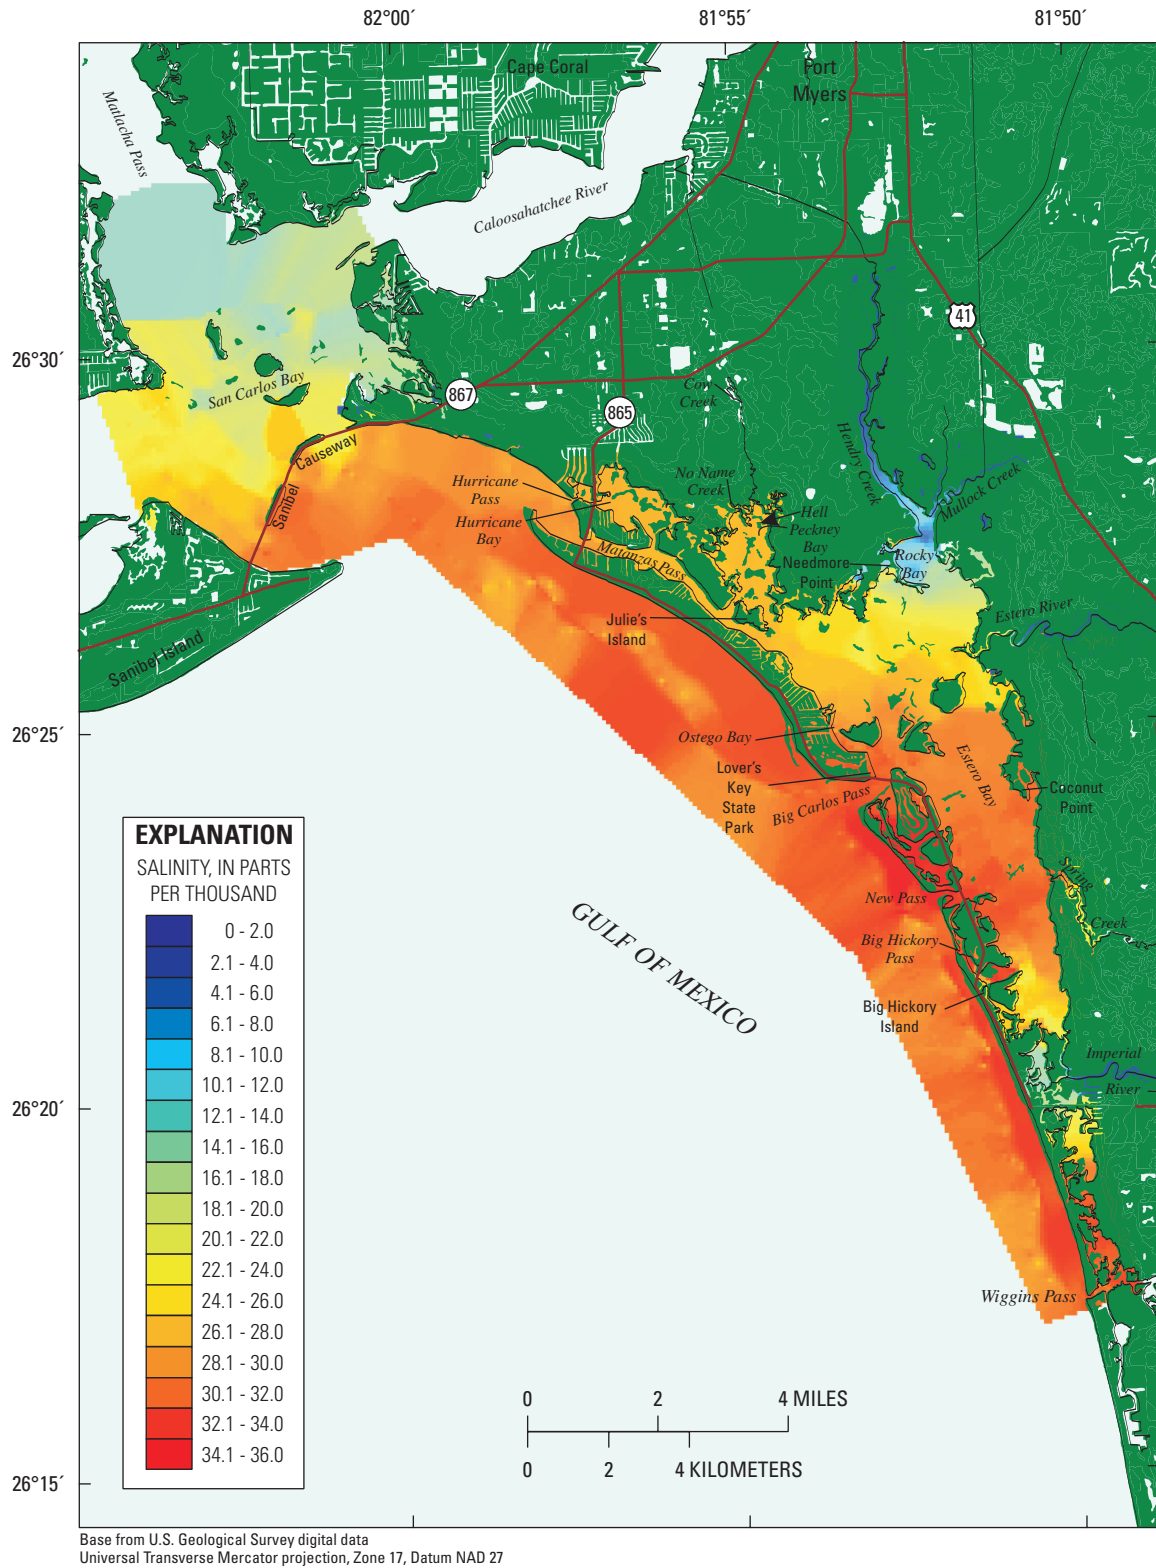 82°00´
81°55´
81°50´
Cape Coral
Fort
Myers
Matlacha Pass
Caloosahatchee River
41
26°30´
San Carlos Bay
867
865
Cow
Creek
Hendry Creek
Mullock Creek
Causeway
Sanibel
Hurricane
Pass
No Name
Creek
Hurricane
Bay
Hell
Peckney
Bay
Matanzas Pass
Needmore
Point
Rocky
Bay
Estero River
Julie's
Island
Sanibel Island
26°25´
Ostego Bay
Estero Bay
Lover's
Key
State
Park
Big Carlos Pass
Coconut
Point
Spring
Creek
New Pass
Big Hickory
Pass
GULF OF MEXICO
Big Hickory
Island
Imperial
River
26°20´
Wiggins Pass
26°15´
EXPLANATION
SALINITY, IN PARTS
PER THOUSAND
0 - 2.0
2.1 - 4.0
4.1 - 6.0
6.1 - 8.0
8.1 - 10.0
10.1 - 12.0
12.1 - 14.0
14.1 - 16.0
16.1 - 18.0
18.1 - 20.0
20.1 - 22.0
22.1 - 24.0
24.1 - 26.0
26.1 - 28.0
28.1 - 30.0
30.1 - 32.0
32.1 - 34.0
34.1 - 36.0
0 2 4 MILES
0 2 4 KILOMETERS
Base from U.S. Geological Survey digital data
Universal Transverse Mercator projection, Zone 17, Datum NAD 27